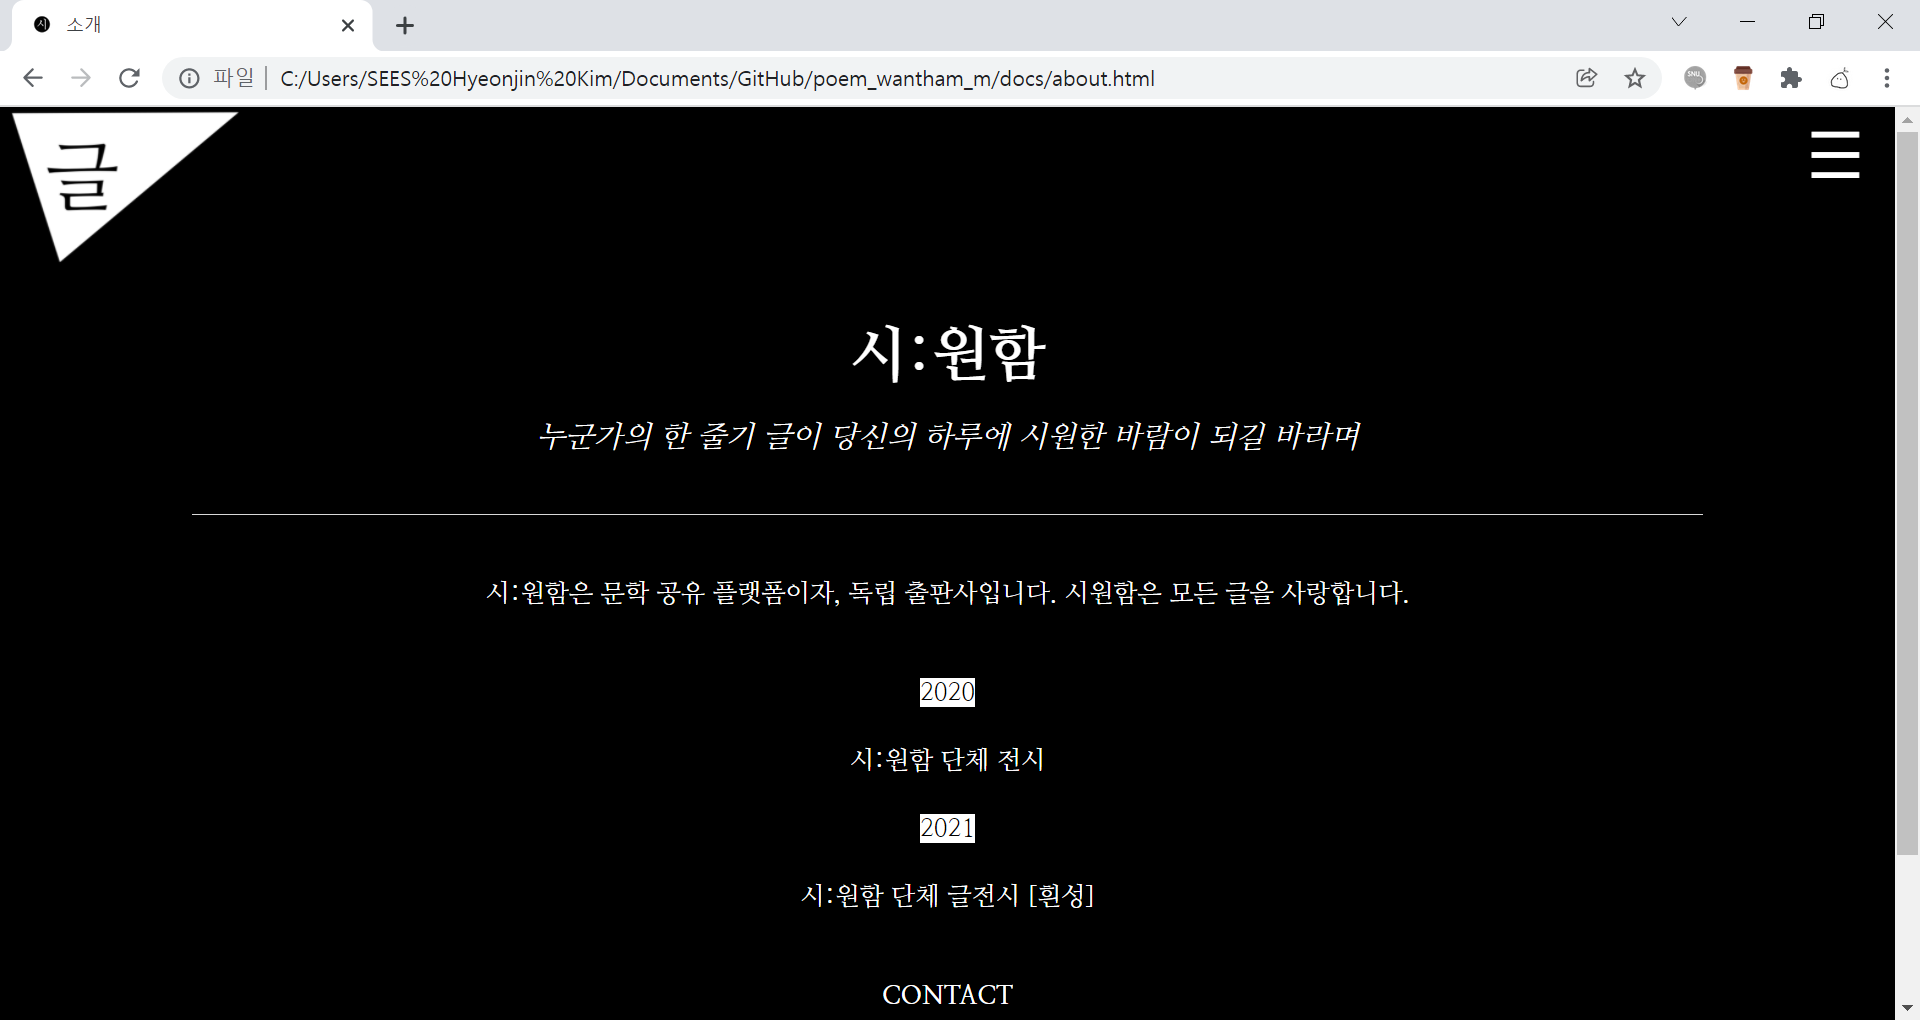 시 소개
파일 C:/Users/SEES%20Hyeonjin%20Kim/Documents/GitHub/poem_wantham_m/docs/about.html
SNU
글
시:원함
누군가의 한 줄기 글이 당신의 하루에 시원한 바람이 되길 바라며
시:원함은 문학 공유 플랫폼이자, 독립 출판사입니다. 시원함은 모든 글을 사랑합니다.
2020
시:원함 단체 전시
2021
시:원함 단체 글전시 [흰성]
CONTACT